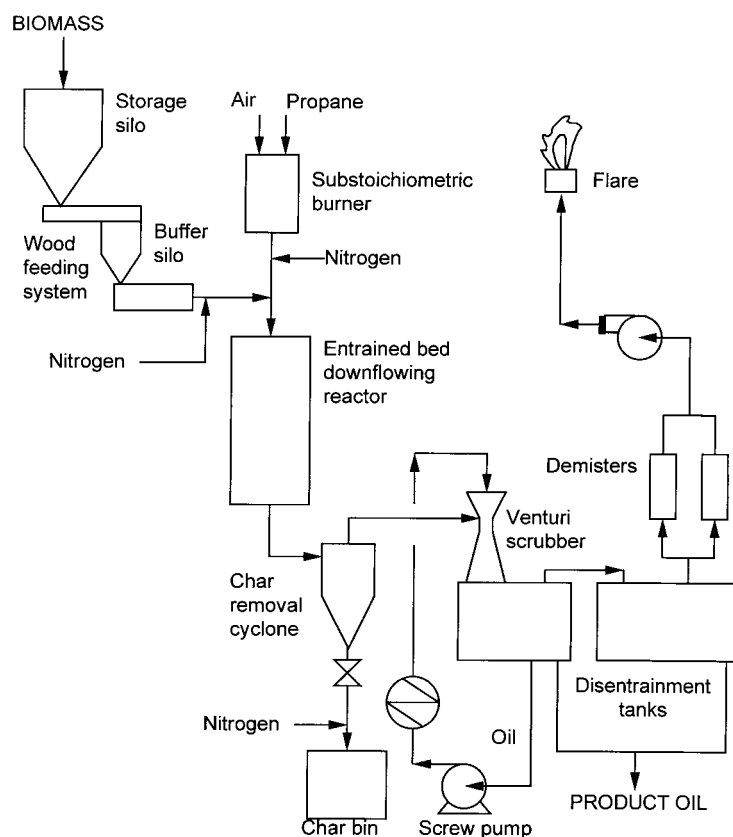 BIOMASS
Storage
silo
Air
Propane
Substoichiometric
burner
Flare
Wood
feeding
system
Buffer
silo
Nitrogen
Nitrogen
Entrained bed
downflowing
reactor
Demisters
Venturi
scrubber
Char
removal
cyclone
Disentrainment
tanks
Nitrogen
Oil
PRODUCT OIL
Char bin
Screw pump